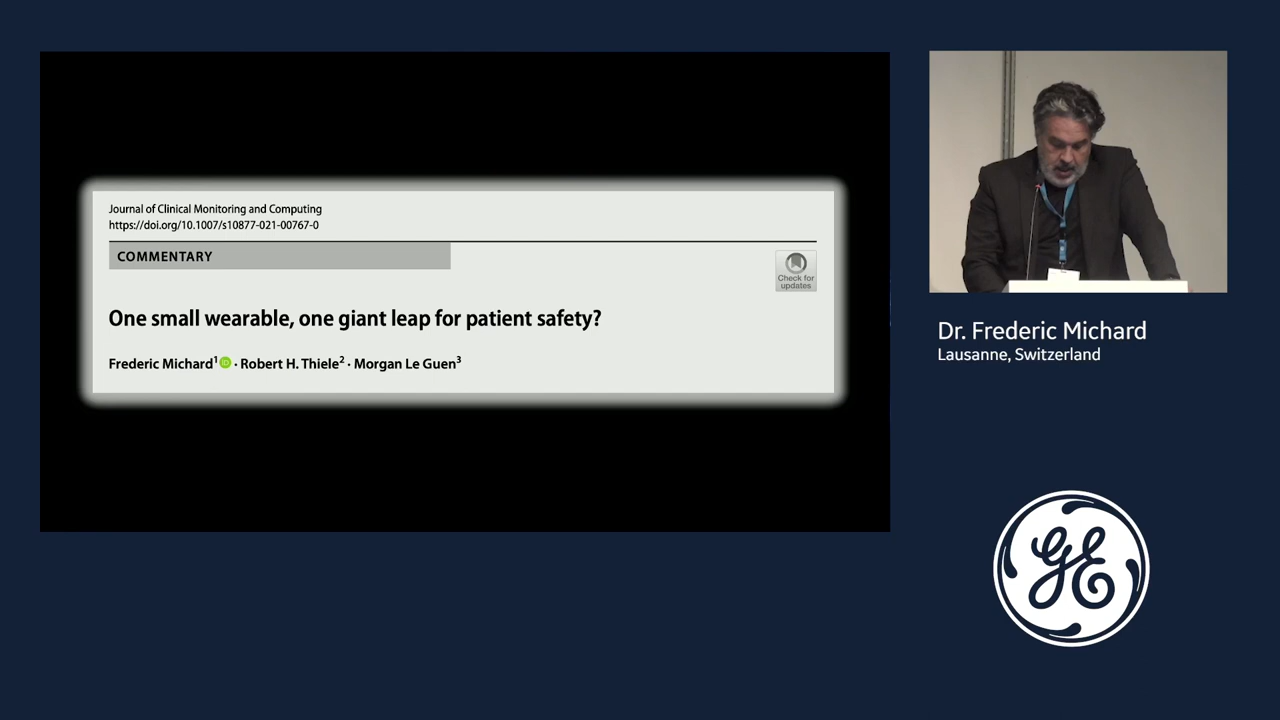 Journal of Clinical Monitoring and Computing
https://doi.org/10.1007/s10877-021-00767-0
COMMENTARY
Check for
updates
One small wearable, one giant leap for patient safety?
Frederic Michard1 iD · Robert H. Thiele2 · Morgan Le Guen3
Dr. Frederic Michard
Lausanne, Switzerland
GE